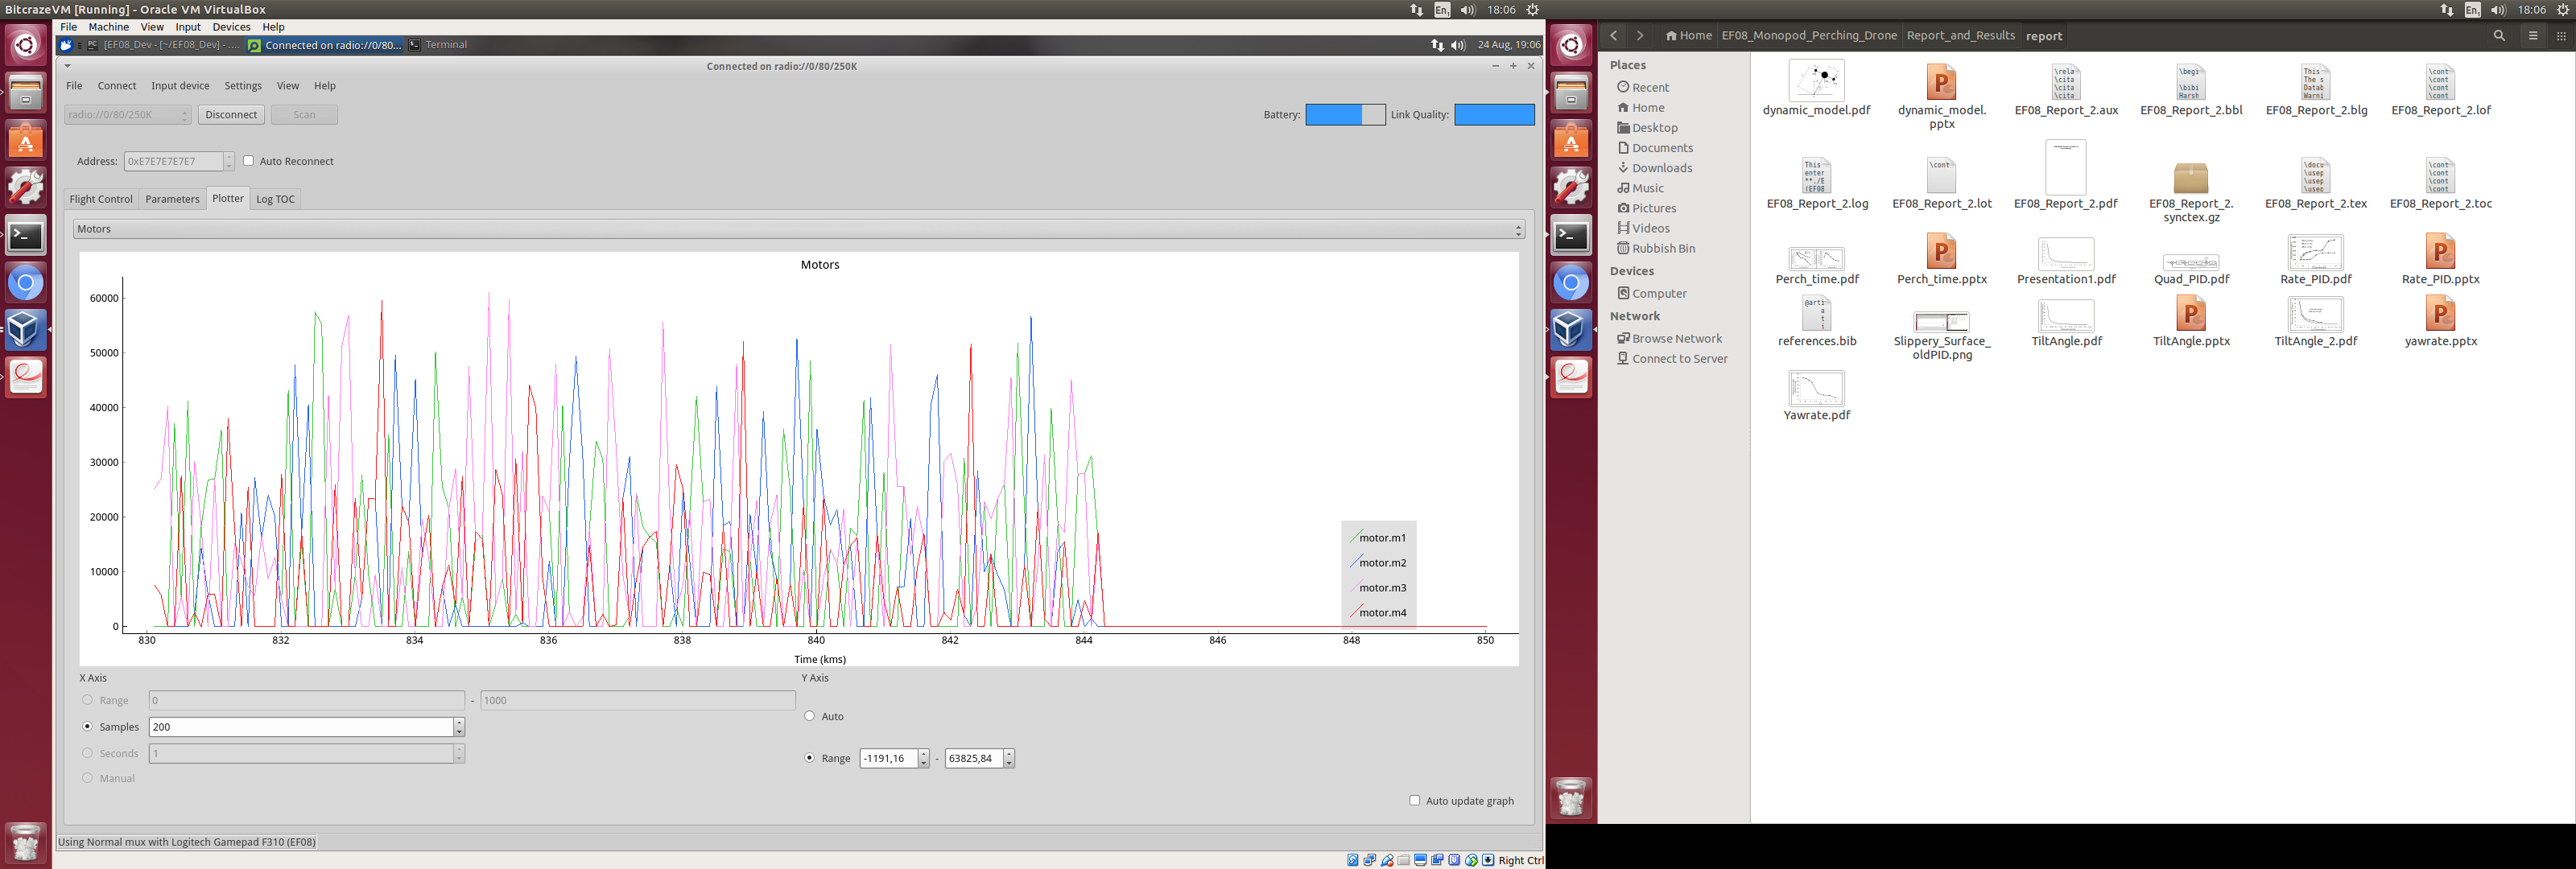 BitcrazeVM [Running] - Oracle VM VirtualBox
En
18:06
En
18:06
File Machine View Input Devices Help
[EF08_Dev - [~/EF08_Dev] - ....
Connected on radio://0/80...
Terminal
24 Aug, 19:06
Connected on radio://0/80/250K
File Connect Input device Settings View Help
radio://0/80/250K
Disconnect
Scan
Battery:
Link Quality:
Address:
0xE7E7E7E7E7
Auto Reconnect
Flight Control
Parameters
Plotter
Log TOC
Motors
Motors
60000
50000
40000
30000
20000
10000
0
830 832 834 836 838 840 842 844 846 848 850
motor.m1
motor.m2
motor.m3
motor.m4
Time (kms)
X Axis
Range 0 - 1000
Samples 200
Seconds 1
Manual
Y Axis
Auto
Range -1191,16 - 63825,84
Auto update graph
Using Normal mux with Logitech Gamepad F310 (EF08)
Right Ctrl
Home EF08_Monopod_Perching_Drone Report_and_Results report
Places
Recent
Home
Desktop
Documents
Downloads
Music
Pictures
Videos
Rubbish Bin
Devices
Computer
Network
Browse Network
Connect to Server
dynamic_model.pdf
dynamic_model.
pptx
EF08_Report_2.aux
EF08_Report_2.bbl
EF08_Report_2.blg
EF08_Report_2.lof
EF08_Report_2.log
EF08_Report_2.lot
EF08_Report_2.pdf
EF08_Report_2.
synctex.gz
EF08_Report_2.tex
EF08_Report_2.toc
Perch_time.pdf
Perch_time.pptx
Presentation1.pdf
Quad_PID.pdf
Rate_PID.pdf
Rate_PID.pptx
references.bib
Slippery_Surface_
oldPID.png
TiltAngle.pdf
TiltAngle.pptx
TiltAngle_2.pdf
yawrate.pptx
Yawrate.pdf